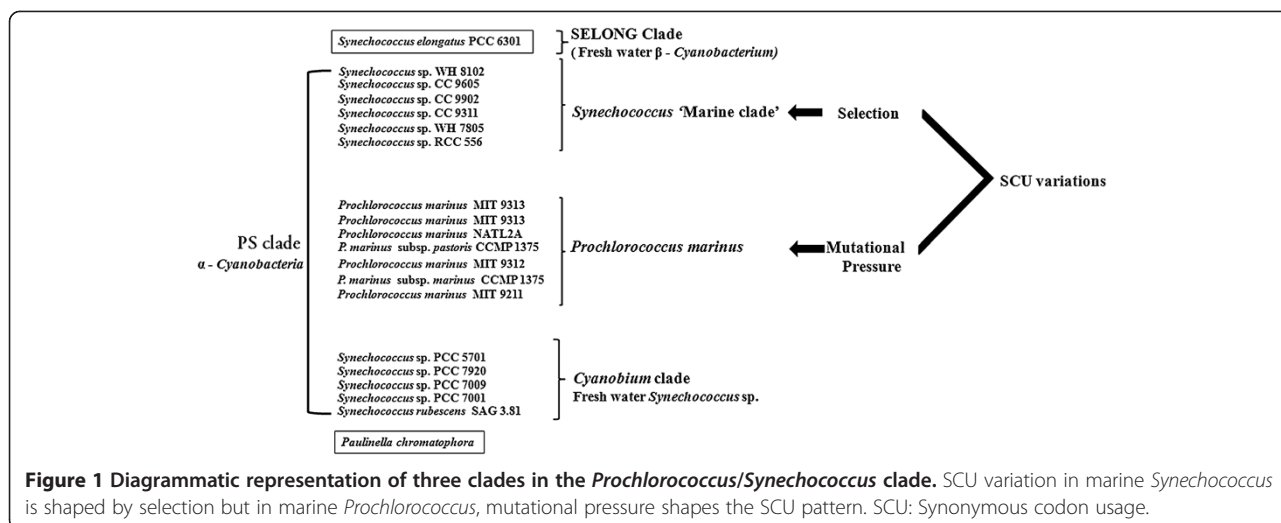 Synechococcus elongatus PCC 6301
SELONG Clade
( Fresh water β - Cyanobacterium)
Synechococcus sp. WH 8102
Synechococcus sp. CC 9605
Synechococcus sp. CC 9902
Synechococcus sp. CC 9311
Synechococcus sp. WH 7805
Synechococcus sp. RCC 556
Synechococcus 'Marine clade'
Selection
SCU variations
PS clade
α - Cyanobacteria
Prochlorococcus marinus MIT 9313
Prochlorococcus marinus MIT 9313
Prochlorococcus marinus NATL2A
P. marinus subsp. pastoris CCMP1375
Prochlorococcus marinus MIT 9312
P. marinus subsp. marinus CCMP1375
Prochlorococcus marinus MIT 9211
Prochlorococcus marinus
Mutational
Pressure
Synechococcus sp. PCC 5701
Synechococcus sp. PCC 7920
Synechococcus sp. PCC 7009
Synechococcus sp. PCC 7001
Synechococcus rubescens SAG 3.81
Cyanobium clade
Fresh water Synechococcus sp.
Paulinella chromatophora
Figure 1 Diagrammatic representation of three clades in the Prochlorococcus/Synechococcus clade. SCU variation in marine Synechococcus
is shaped by selection but in marine Prochlorococcus, mutational pressure shapes the SCU pattern. SCU: Synonymous codon usage.